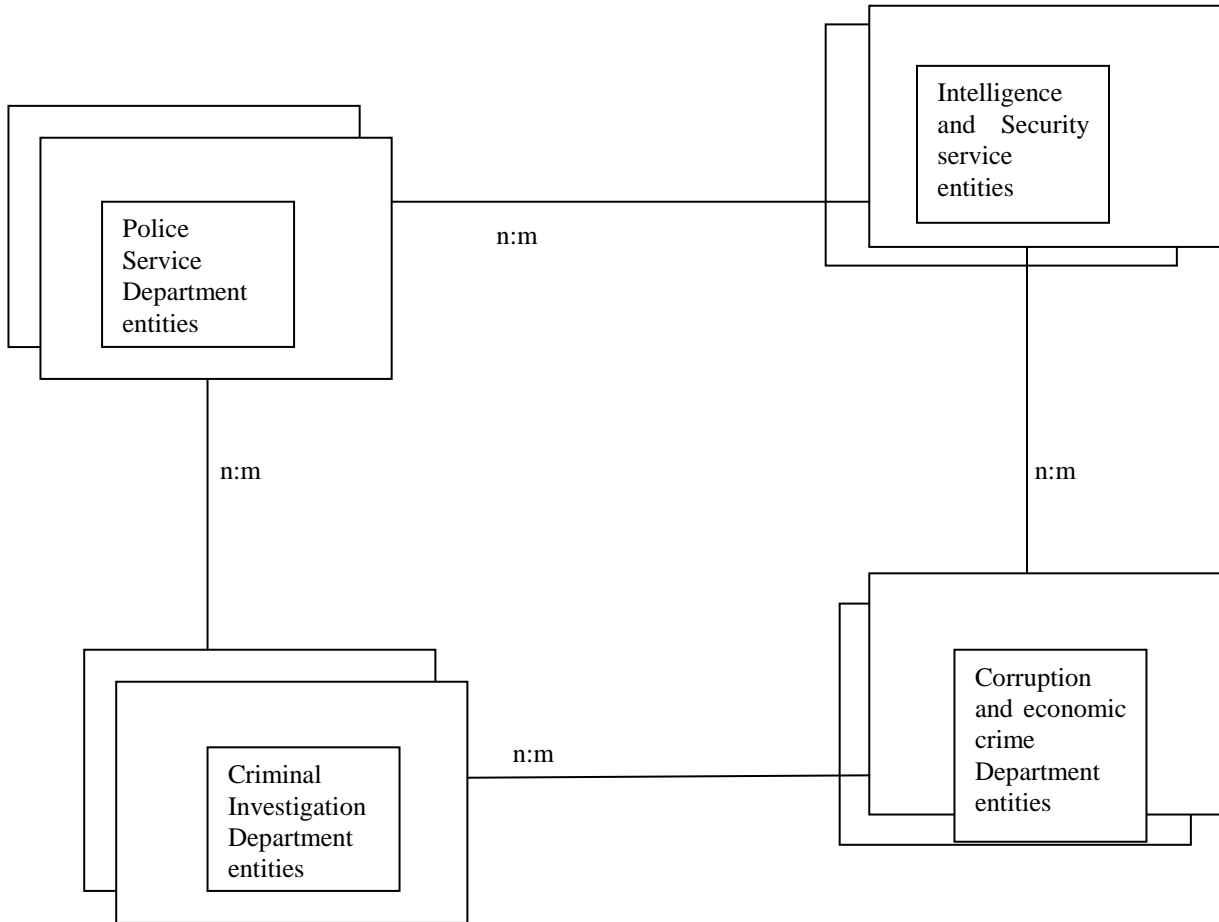 Intelligence
and Security
service
entities
Police
Service
Department
entities
n:m
n:m
n:m
Corruption
and economic
crime
Department
entities
n:m
Criminal
Investigation
Department
entities